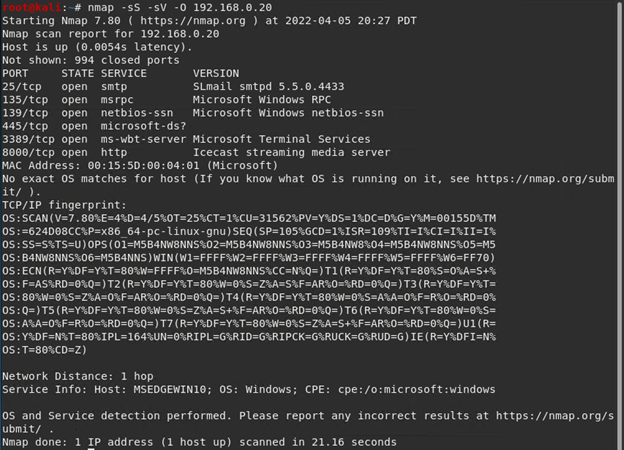 root@kali:~# nmap -sS -sV -O 192.168.0.20
Starting Nmap 7.80 ( https://nmap.org ) at 2022-04-05 20:27 PDT
Nmap scan report for 192.168.0.20
Host is up (0.0054s latency).
Not shown: 994 closed ports
PORT     STATE SERVICE       VERSION
25/tcp   open  smtp          SLmail smtpd 5.5.0.4433
135/tcp  open  msrpc         Microsoft Windows RPC
139/tcp  open  netbios-ssn   Microsoft Windows netbios-ssn
445/tcp  open  microsoft-ds?
3389/tcp open  ms-wbt-server Microsoft Terminal Services
8000/tcp open  http          Icecast streaming media server
MAC Address: 00:15:5D:00:04:01 (Microsoft)
No exact OS matches for host (If you know what OS is running on it, see https://nmap.org/subm
it/ ).
TCP/IP fingerprint:
OS:SCAN(V=7.80%E=4%D=4/5%OT=25%CT=1%CU=31562%PV=Y%DS=1%DC=D%G=Y%M=00155D%TM
OS:=624D08CC%P=x86_64-pc-linux-gnu)SEQ(SP=105%GCD=1%ISR=109%TI=I%CI=I%II=I%
OS:SS=S%TS=U)OPS(O1=M5B4NW8NNS%O2=M5B4NW8NNS%O3=M5B4NW8%O4=M5B4NW8NNS%O5=M5
OS:B4NW8NNS%O6=M5B4NNS)WIN(W1=FFFF%W2=FFFF%W3=FFFF%W4=FFFF%W5=FFFF%W6=FF70)
OS:ECN(R=Y%DF=Y%T=80%W=FFFF%O=M5B4NW8NNS%CC=N%Q=)T1(R=Y%DF=Y%T=80%S=O%A=S+%
OS:F=AS%RD=0%Q=)T2(R=Y%DF=Y%T=80%W=0%S=Z%A=S%F=AR%O=%RD=0%Q=)T3(R=Y%DF=Y%T=
OS:80%W=0%S=Z%A=O%F=AR%O=%RD=0%Q=)T4(R=Y%DF=Y%T=80%W=0%S=A%A=O%F=R%O=%RD=0%
OS:Q=)T5(R=Y%DF=Y%T=80%W=0%S=Z%A=S+%F=AR%O=%RD=0%Q=)T6(R=Y%DF=Y%T=80%W=0%S=
OS:A%A=O%F=R%O=%RD=0%Q=)T7(R=Y%DF=Y%T=80%W=0%S=Z%A=S+%F=AR%O=%RD=0%Q=)U1(R=
OS:Y%DF=N%T=80%IPL=164%UN=0%RIPL=G%RID=G%RIPCK=G%RUCK=G%RUD=G)IE(R=Y%DFI=N%
OS:T=80%CD=Z)
Network Distance: 1 hop
Service Info: Host: MSEDGEWIN10; OS: Windows; CPE: cpe:/o:microsoft:windows
OS and Service detection performed. Please report any incorrect results at https://nmap.org/s
ubmit/ .
Nmap done: 1 IP address (1 host up) scanned in 21.16 seconds